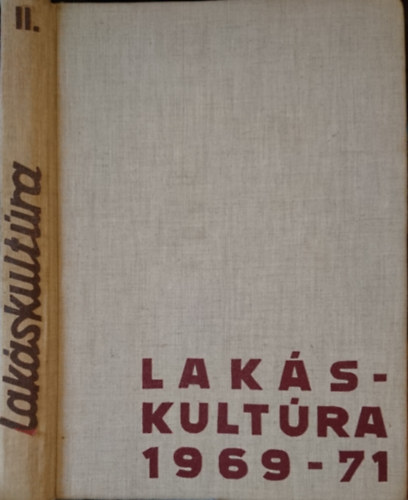 II.
Lakáskultúra
LAKÁS-
KULTÚRA
1969-71